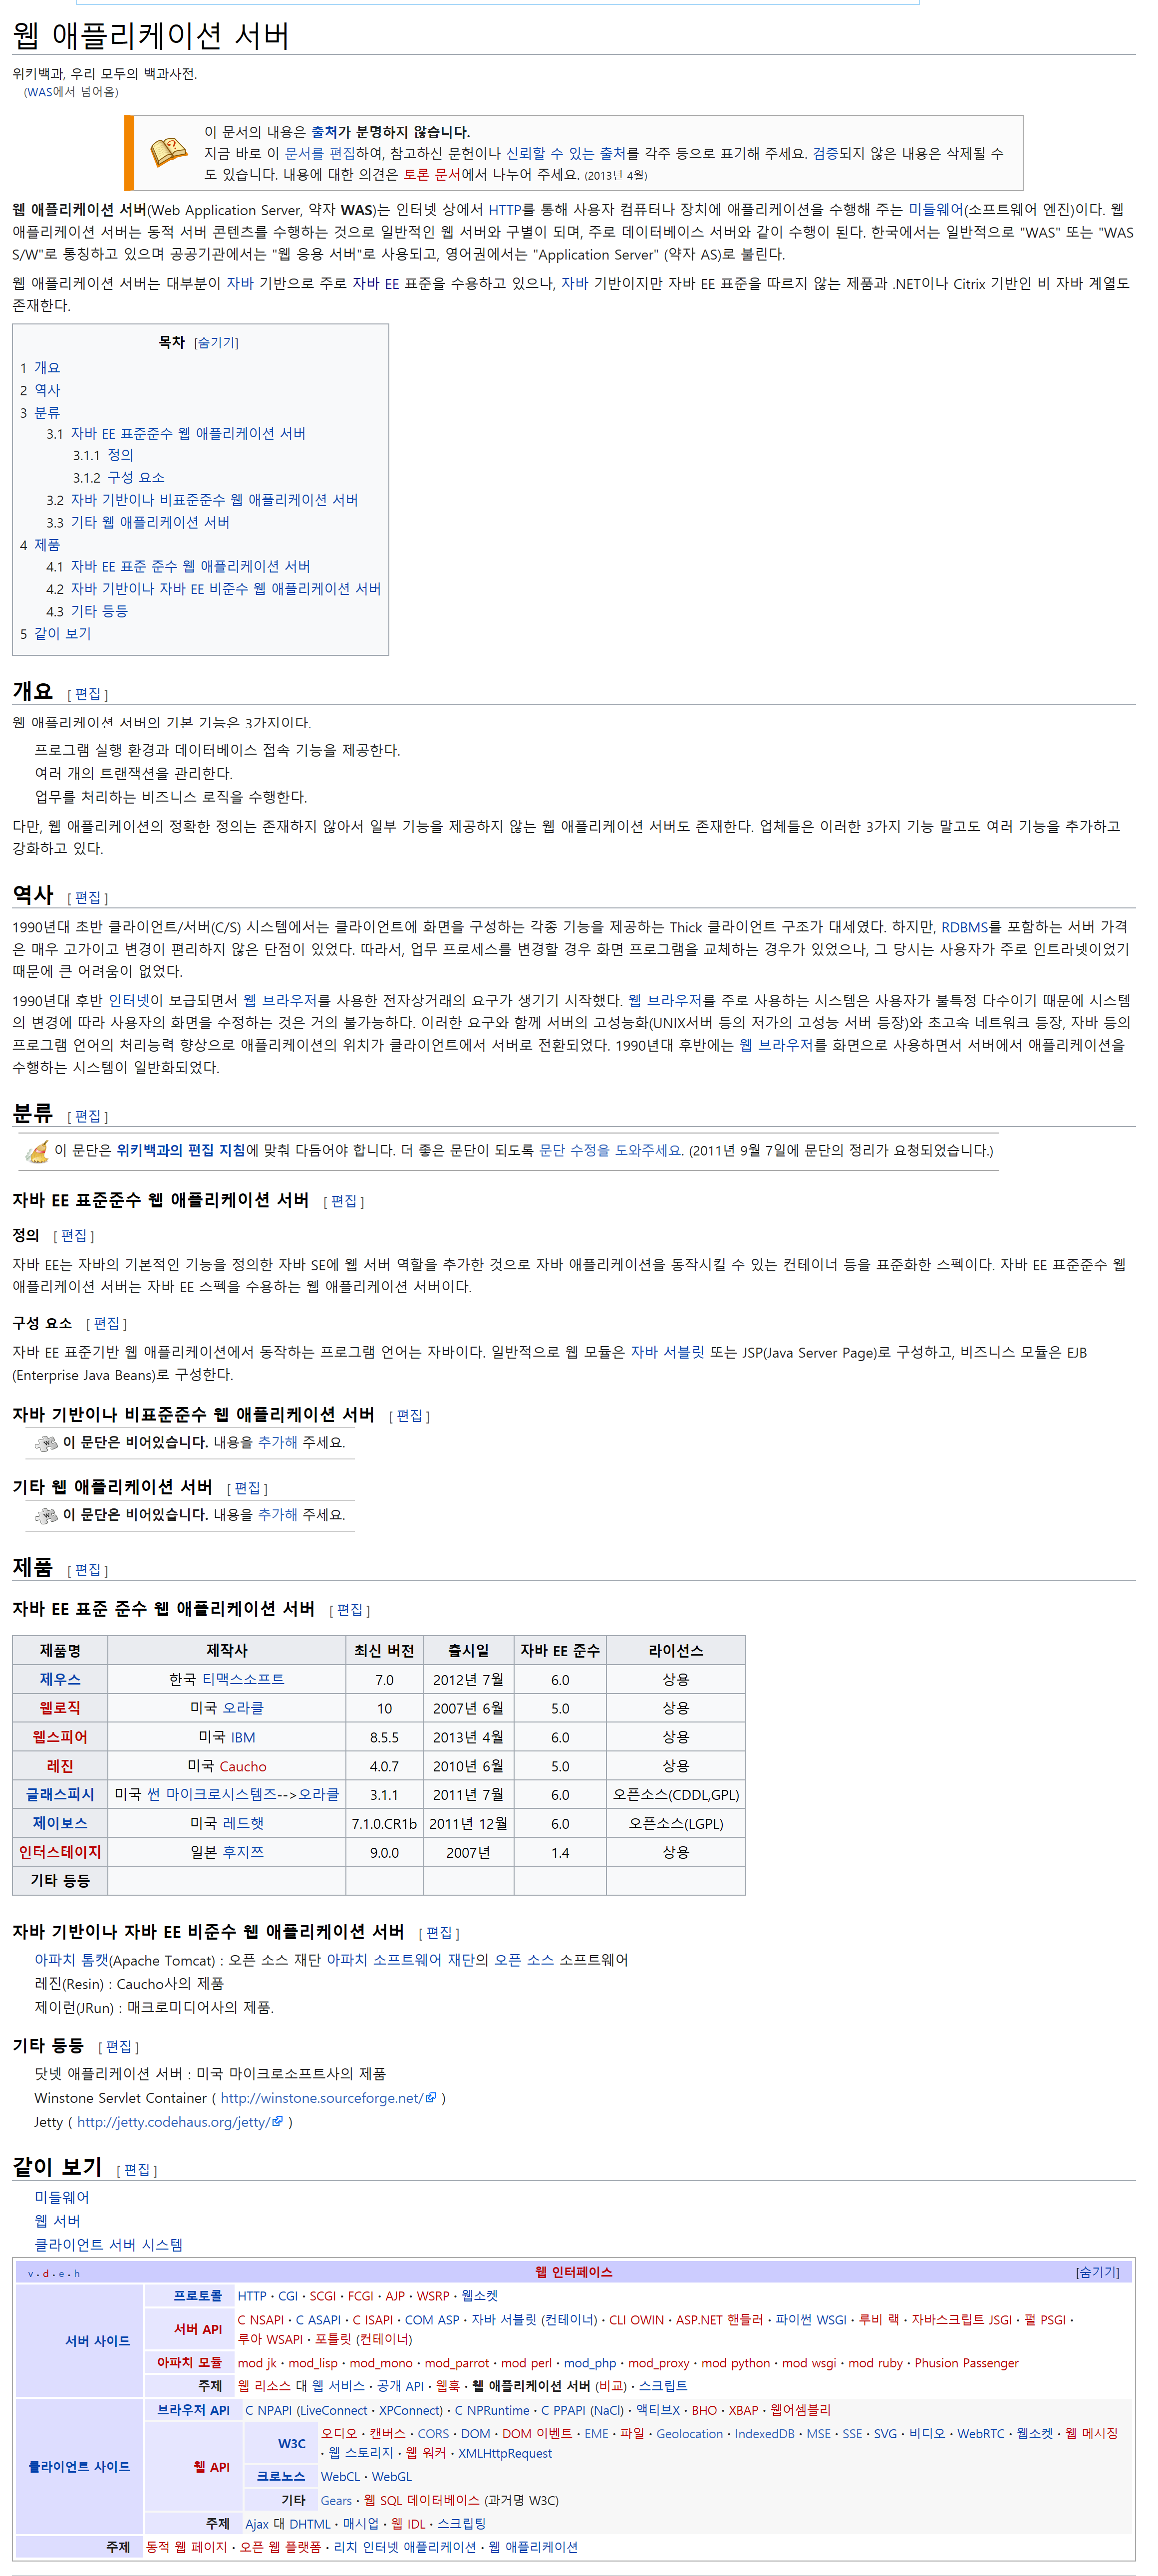 웹 애플리케이션 서버
위키백과, 우리 모두의 백과사전.
(WAS에서 넘어옴)
이 문서의 내용은 출처가 분명하지 않습니다.
지금 바로 이 문서를 편집하여, 참고하신 문헌이나 신뢰할 수 있는 출처를 각주 등으로 표기해 주세요. 검증되지 않은 내용은 삭제될 수
도 있습니다. 내용에 대한 의견은 토론 문서에서 나누어 주세요. (2013년 4월)
웹 애플리케이션 서버(Web Application Server, 약자 WAS)는 인터넷 상에서 HTTP를 통해 사용자 컴퓨터나 장치에 애플리케이션을 수행해 주는 미들웨어(소프트웨어 엔진)이다. 웹
애플리케이션 서버는 동적 서버 콘텐츠를 수행하는 것으로 일반적인 웹 서버와 구별이 되며, 주로 데이터베이스 서버와 같이 수행이 된다. 한국에서는 일반적으로 "WAS" 또는 "WAS
S/W"로 통칭하고 있으며 공공기관에서는 "웹 응용 서버"로 사용되고, 영어권에서는 "Application Server" (약자 AS)로 불린다.
웹 애플리케이션 서버는 대부분이 자바 기반으로 주로 자바 EE 표준을 수용하고 있으나, 자바 기반이지만 자바 EE 표준을 따르지 않는 제품과 .NET이나 Citrix 기반인 비 자바 계열도
존재한다.
목차 [숨기기]
1 개요
2 역사
3 분류
3.1 자바 EE 표준준수 웹 애플리케이션 서버
3.1.1 정의
3.1.2 구성 요소
3.2 자바 기반이나 비표준준수 웹 애플리케이션 서버
3.3 기타 웹 애플리케이션 서버
4 제품
4.1 자바 EE 표준 준수 웹 애플리케이션 서버
4.2 자바 기반이나 자바 EE 비준수 웹 애플리케이션 서버
4.3 기타 등등
5 같이 보기
개요 [ 편집 ]
웹 애플리케이션 서버의 기본 기능은 3가지이다.
프로그램 실행 환경과 데이터베이스 접속 기능을 제공한다.
여러 개의 트랜잭션을 관리한다.
업무를 처리하는 비즈니스 로직을 수행한다.
다만, 웹 애플리케이션의 정확한 정의는 존재하지 않아서 일부 기능을 제공하지 않는 웹 애플리케이션 서버도 존재한다. 업체들은 이러한 3가지 기능 말고도 여러 기능을 추가하고
강화하고 있다.
역사 [ 편집 ]
1990년대 초반 클라이언트/서버(C/S) 시스템에서는 클라이언트에 화면을 구성하는 각종 기능을 제공하는 Thick 클라이언트 구조가 대세였다. 하지만, RDBMS를 포함하는 서버 가격
은 매우 고가이고 변경이 편리하지 않은 단점이 있었다. 따라서, 업무 프로세스를 변경할 경우 화면 프로그램을 교체하는 경우가 있었으나, 그 당시는 사용자가 주로 인트라넷이었기
때문에 큰 어려움이 없었다.
1990년대 후반 인터넷이 보급되면서 웹 브라우저를 사용한 전자상거래의 요구가 생기기 시작했다. 웹 브라우저를 주로 사용하는 시스템은 사용자가 불특정 다수이기 때문에 시스템
의 변경에 따라 사용자의 화면을 수정하는 것은 거의 불가능하다. 이러한 요구와 함께 서버의 고성능화(UNIX서버 등의 저가의 고성능 서버 등장)와 초고속 네트워크 등장, 자바 등의
프로그램 언어의 처리능력 향상으로 애플리케이션의 위치가 클라이언트에서 서버로 전환되었다. 1990년대 후반에는 웹 브라우저를 화면으로 사용하면서 서버에서 애플리케이션을
수행하는 시스템이 일반화되었다.
분류 [ 편집 ]
이 문단은 위키백과의 편집 지침에 맞춰 다듬어야 합니다. 더 좋은 문단이 되도록 문단 수정을 도와주세요. (2011년 9월 7일에 문단의 정리가 요청되었습니다.)
자바 EE 표준준수 웹 애플리케이션 서버 [ 편집 ]
정의 [ 편집 ]
자바 EE는 자바의 기본적인 기능을 정의한 자바 SE에 웹 서버 역할을 추가한 것으로 자바 애플리케이션을 동작시킬 수 있는 컨테이너 등을 표준화한 스펙이다. 자바 EE 표준준수 웹
애플리케이션 서버는 자바 EE 스펙을 수용하는 웹 애플리케이션 서버이다.
구성 요소 [ 편집 ]
자바 EE 표준기반 웹 애플리케이션에서 동작하는 프로그램 언어는 자바이다. 일반적으로 웹 모듈은 자바 서블릿 또는 JSP(Java Server Page)로 구성하고, 비즈니스 모듈은 EJB
(Enterprise Java Beans)로 구성한다.
자바 기반이나 비표준준수 웹 애플리케이션 서버 [ 편집 ]
이 문단은 비어있습니다. 내용을 추가해 주세요.
기타 웹 애플리케이션 서버 [ 편집 ]
이 문단은 비어있습니다. 내용을 추가해 주세요.
제품 [ 편집 ]
자바 EE 표준 준수 웹 애플리케이션 서버 [ 편집 ]
제품명 제작사 최신 버전 출시일 자바 EE 준수 라이선스
제우스 한국 티맥스소프트 7.0 2012년 7월 6.0 상용
웹로직 미국 오라클 10 2007년 6월 5.0 상용
웹스피어 미국 IBM 8.5.5 2013년 4월 6.0 상용
레진 미국 Caucho 4.0.7 2010년 6월 5.0 상용
글래스피시 미국 썬 마이크로시스템즈-->오라클 3.1.1 2011년 7월 6.0 오픈소스(CDDL,GPL)
제이보스 미국 레드햇 7.1.0.CR1b 2011년 12월 6.0 오픈소스(LGPL)
인터스테이지 일본 후지쯔 9.0.0 2007년 1.4 상용
기타 등등
자바 기반이나 자바 EE 비준수 웹 애플리케이션 서버 [ 편집 ]
아파치 톰캣(Apache Tomcat) : 오픈 소스 재단 아파치 소프트웨어 재단의 오픈 소스 소프트웨어
레진(Resin) : Caucho사의 제품
제이런(JRun) : 매크로미디어사의 제품.
기타 등등 [ 편집 ]
닷넷 애플리케이션 서버 : 미국 마이크로소프트사의 제품
Winstone Servlet Container ( http://winstone.sourceforge.net/ )
Jetty ( http://jetty.codehaus.org/jetty/ )
같이 보기 [ 편집 ]
미들웨어
웹 서버
클라이언트 서버 시스템
v • d • e • h 웹 인터페이스 [숨기기]
서버 사이드
프로토콜 HTTP • CGI • SCGI • FCGI • AJP • WSRP • 웹소켓
서버 API C NSAPI • C ASAPI • C ISAPI • COM ASP • 자바 서블릿 (컨테이너) • CLI OWIN • ASP.NET 핸들러 • 파이썬 WSGI • 루비 랙 • 자바스크립트 JSGI • 펄 PSGI •
루아 WSAPI • 포틀릿 (컨테이너)
아파치 모듈 mod jk • mod_lisp • mod_mono • mod_parrot • mod perl • mod_php • mod_proxy • mod python • mod wsgi • mod ruby • Phusion Passenger
주제 웹 리소스 대 웹 서비스 • 공개 API • 웹훅 • 웹 애플리케이션 서버 (비교) • 스크립트
클라이언트 사이드
브라우저 API C NPAPI (LiveConnect • XPConnect) • C NPRuntime • C PPAPI (NaCl) • 액티브X • BHO • XBAP • 웹어셈블리
웹 API
W3C 오디오 • 캔버스 • CORS • DOM • DOM 이벤트 • EME • 파일 • Geolocation • IndexedDB • MSE • SSE • SVG • 비디오 • WebRTC • 웹소켓 • 웹 메시징
• 웹 스토리지 • 웹 워커 • XMLHttpRequest
크로노스 WebCL • WebGL
기타 Gears • 웹 SQL 데이터베이스 (과거명 W3C)
주제 Ajax 대 DHTML • 매시업 • 웹 IDL • 스크립팅
주제 동적 웹 페이지 • 오픈 웹 플랫폼 • 리치 인터넷 애플리케이션 • 웹 애플리케이션